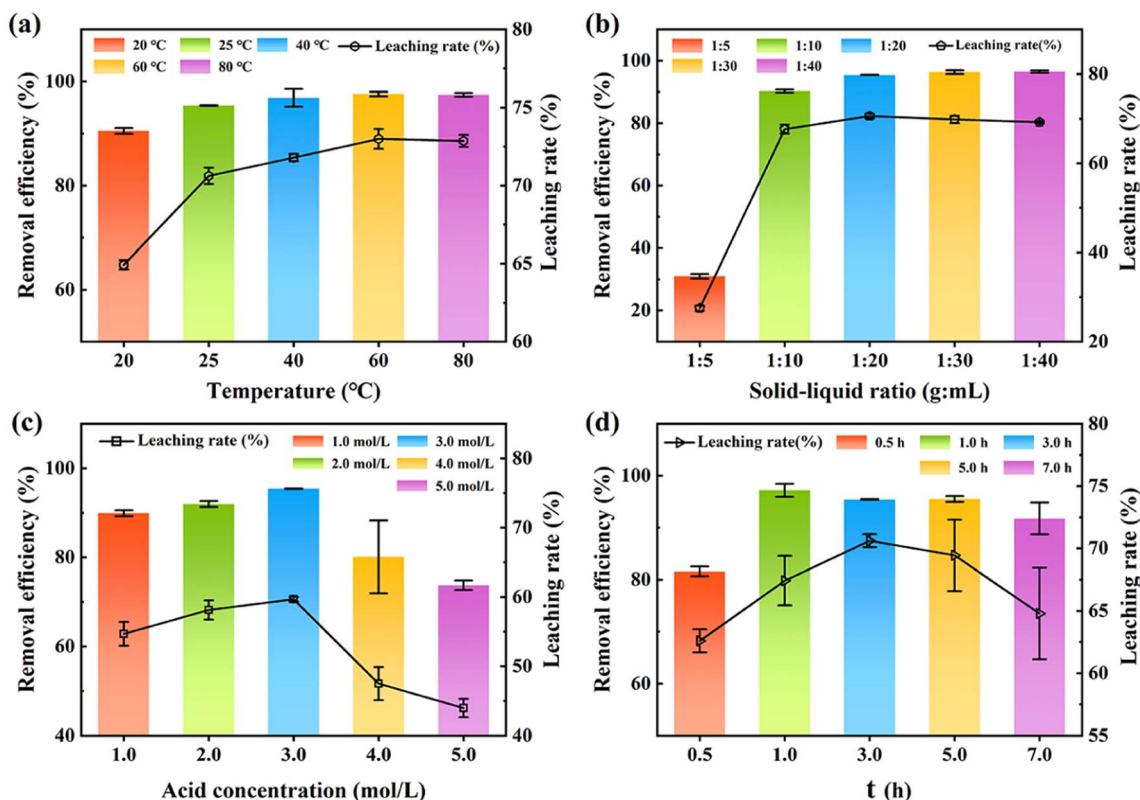 (a)
20 °C 25 °C 40 °C Leaching rate (%)
60 °C 80 °C
Removal efficiency (%)
100
80
60
80
75
70
65
60
Leaching rate (%)
20 25 40 60 80
Temperature (°C)
(b)
1:5 1:10 1:20 Leaching rate(%)
1:30 1:40
Removal efficiency (%)
100
80
60
40
20
80
60
40
20
Leaching rate (%)
1:5 1:10 1:20 1:30 1:40
Solid-liquid ratio (g:mL)
(c)
Leaching rate (%) 1.0 mol/L 3.0 mol/L
2.0 mol/L 4.0 mol/L
5.0 mol/L
Removal efficiency (%)
100
80
60
40
80
70
60
50
40
Leaching rate (%)
1.0 2.0 3.0 4.0 5.0
Acid concentration (mol/L)
(d)
Leaching rate(%) 0.5 h 1.0 h 3.0 h
5.0 h 7.0 h
Removal efficiency (%)
100
80
60
80
75
70
65
60
55
Leaching rate (%)
0.5 1.0 3.0 5.0 7.0
t (h)